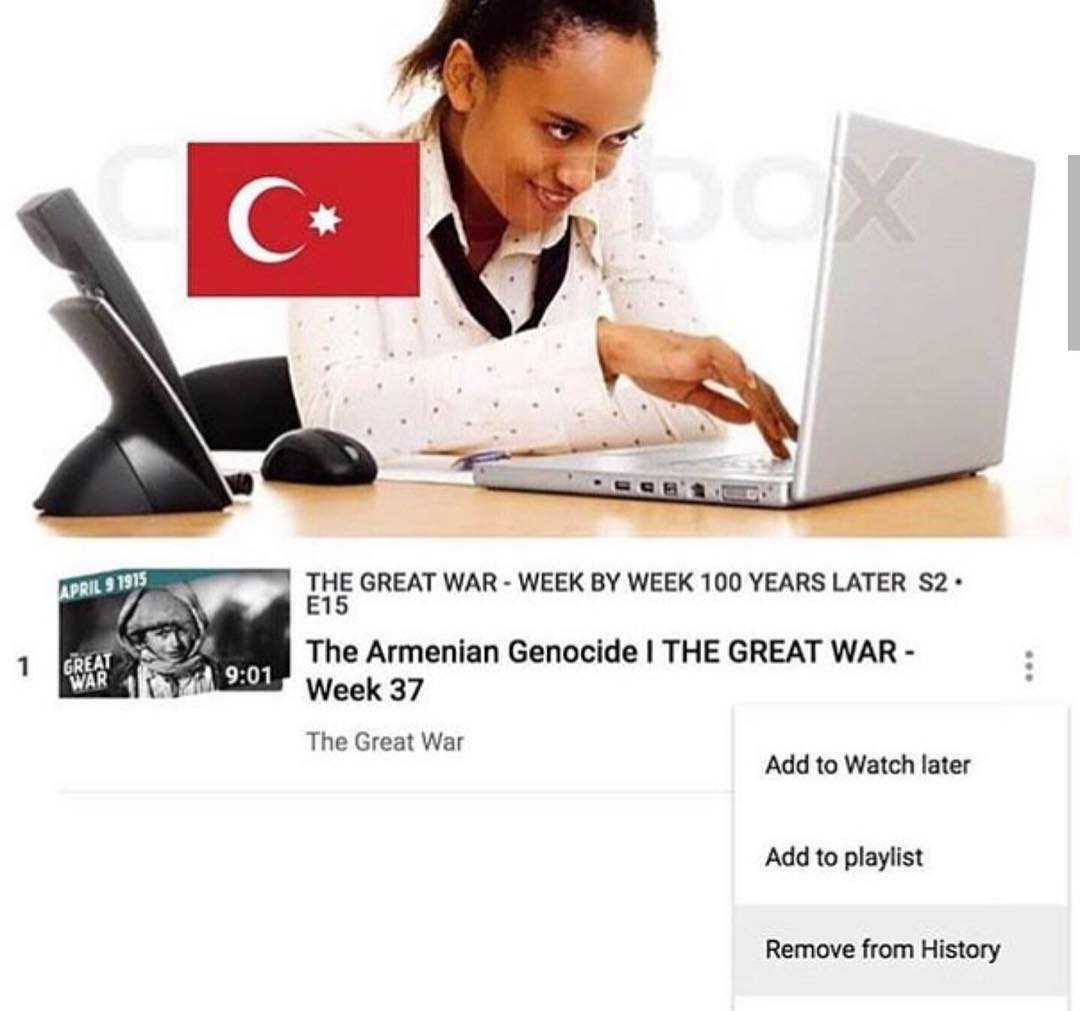 box
APRIL 9 1915
THE GREAT WAR - WEEK BY WEEK 100 YEARS LATER S2 •
E15
1
GREAT
WAR
9:01
The Armenian Genocide I THE GREAT WAR -
Week 37
The Great War
Add to Watch later
Add to playlist
Remove from History